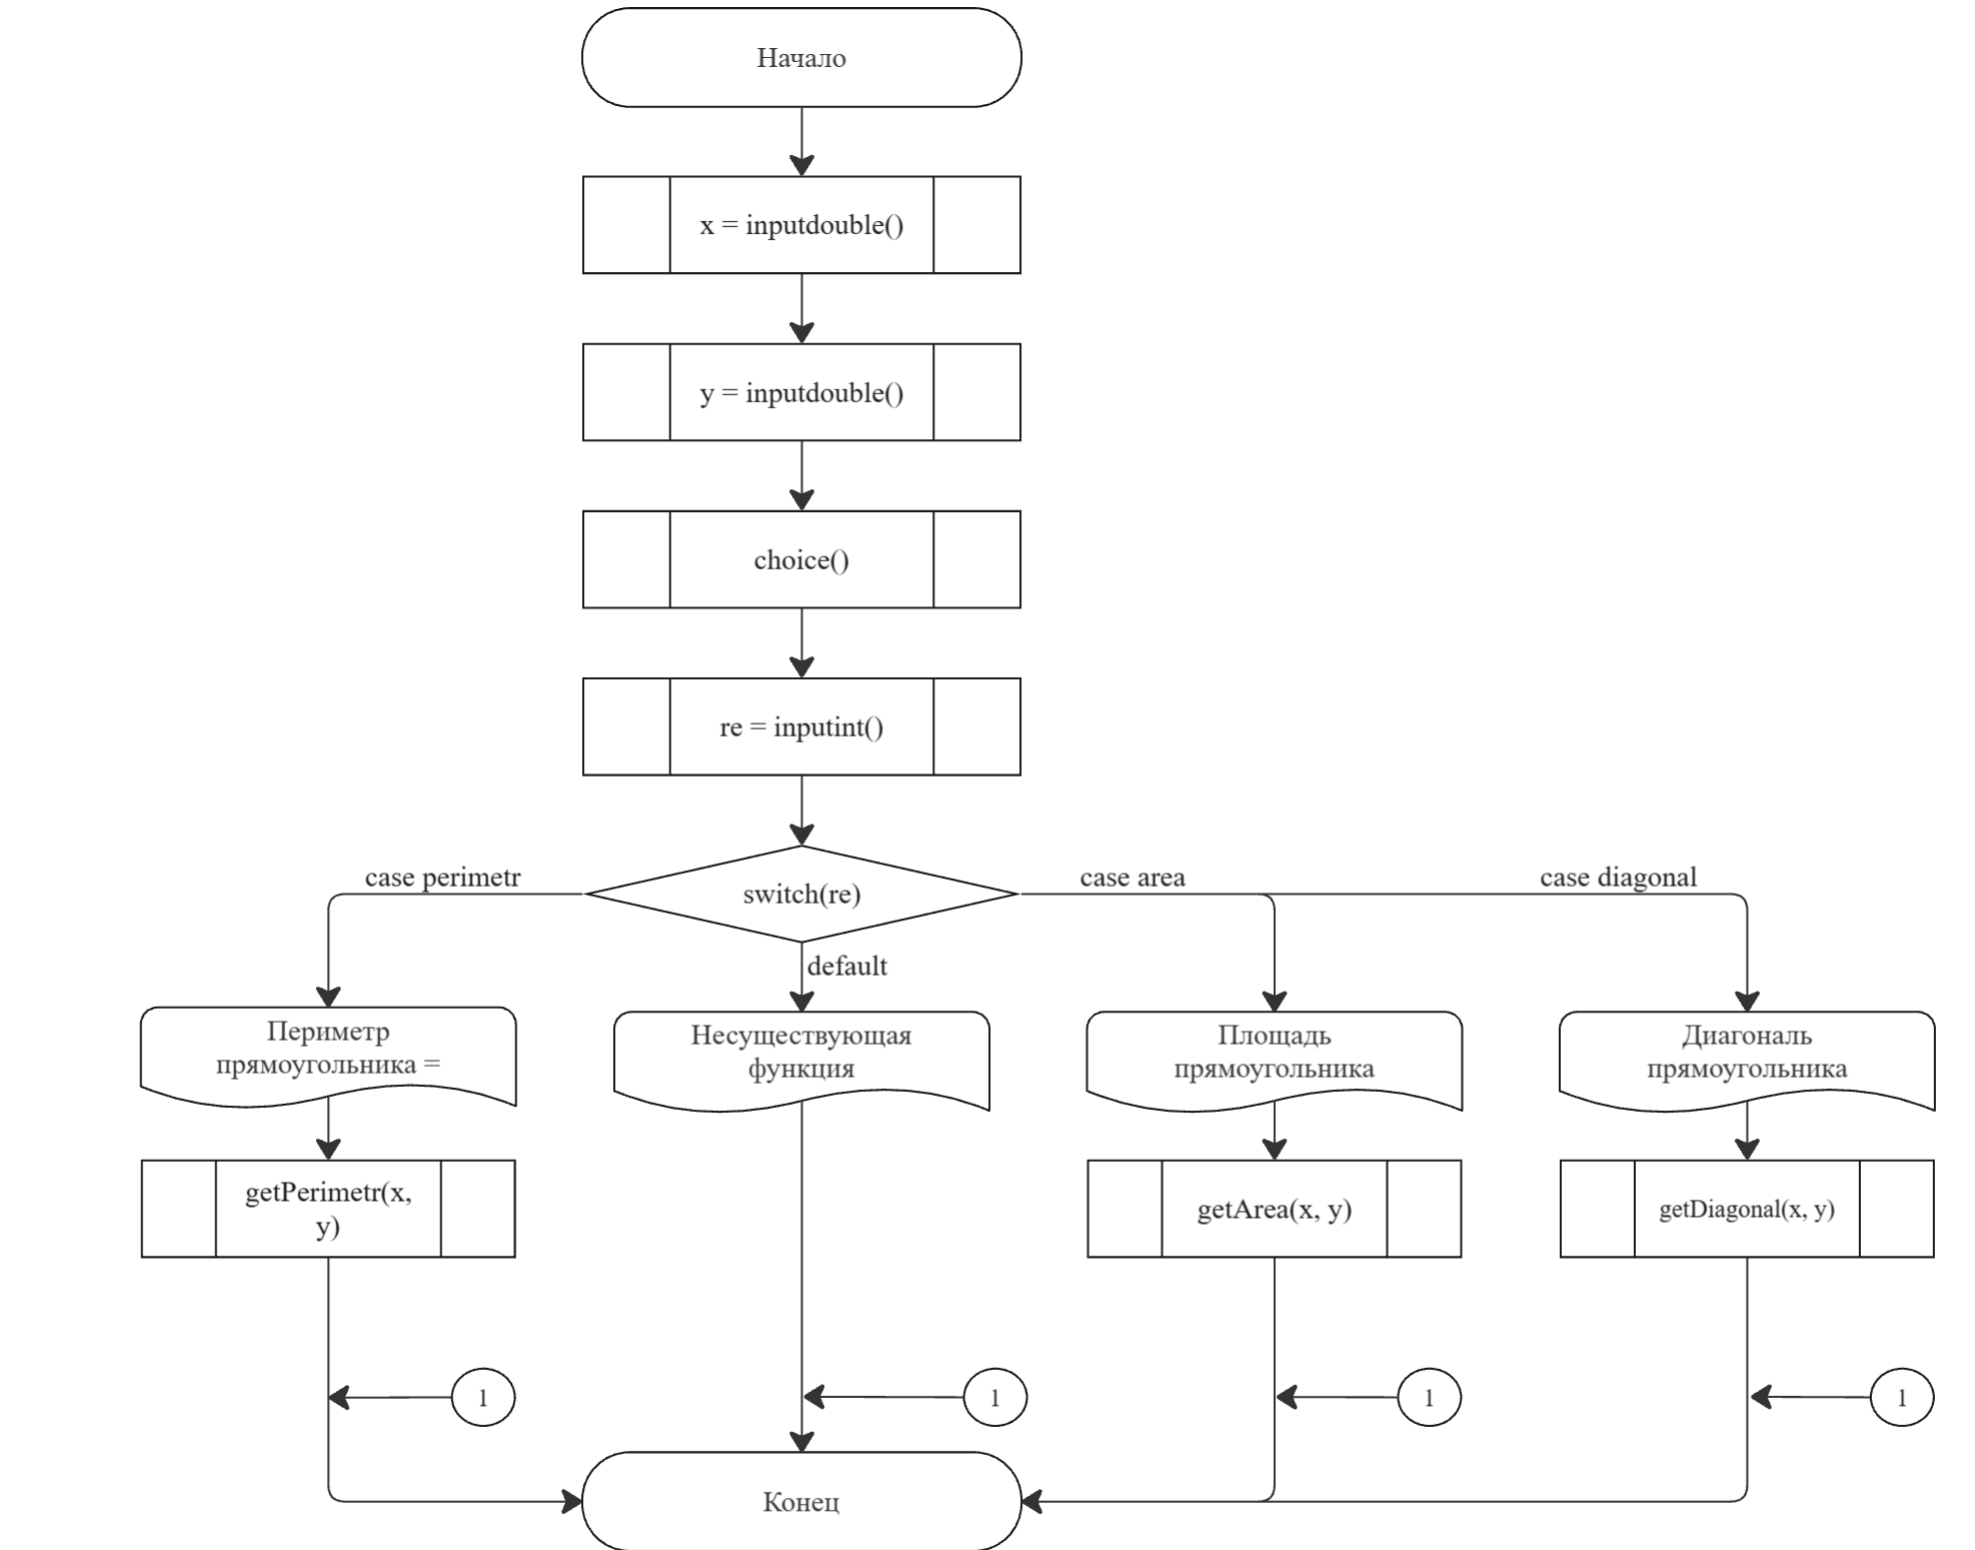 Начало
x = inputdouble()
y = inputdouble()
choice()
re = inputint()
case perimetr
switch(re)
case area
case diagonal
default
Периметр
прямоугольника =
Несуществующая
функция
Площадь
прямоугольника
Диагональ
прямоугольника
getPerimetr(x,
y)
getArea(x, y)
getDiagonal(x, y)
1
1
1
1
Конец